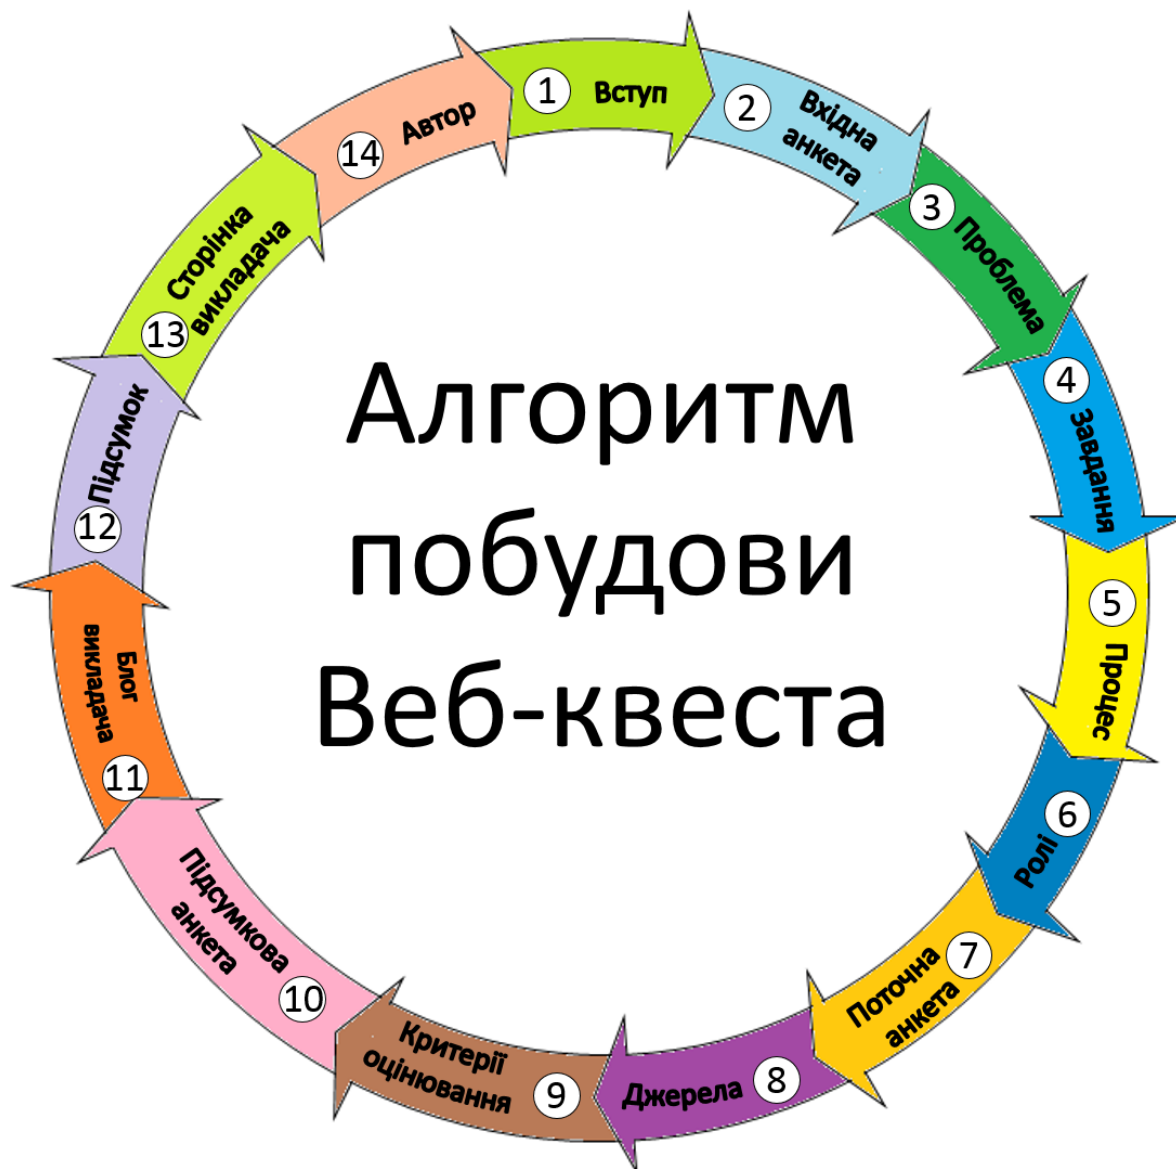 Алгоритм
побудови
Веб-квеста
1 Вступ
2 Вхідна
анкета
3 Проблема
4 Завдання
5 Процес
6 Ролі
7 Поточна
анкета
8 Джерела
9 Критерії
оцінювання
10 Підсумкова
анкета
11 Блог
викладача
12 Підсумок
13 Сторінка
викладача
14 Автор